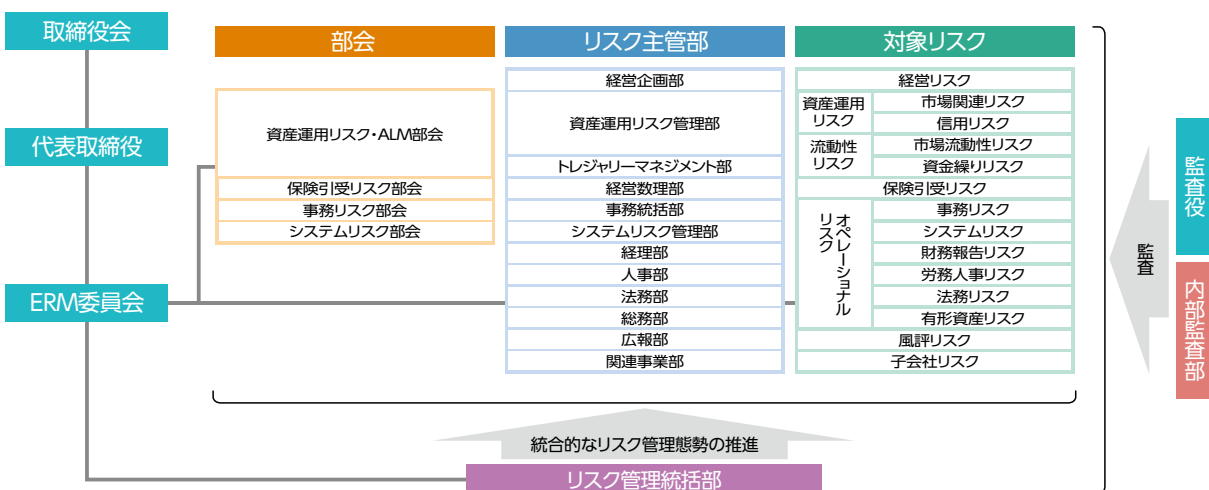 取締役会
代表取締役
ERM委員会
部会
資産運用リスク・ALM部会
保険引受リスク部会
事務リスク部会
システムリスク部会
リスク主管部
経営企画部
資産運用リスク管理部
トレジャリーマネジメント部
経営数理部
事務統括部
システムリスク管理部
経理部
人事部
法務部
総務部
広報部
関連事業部
対象リスク
経営リスク
資産運用
リスク
市場関連リスク
信用リスク
流動性
リスク
市場流動性リスク
資金繰りリスク
保険引受リスク
オペレーショナル
リスク
事務リスク
システムリスク
財務報告リスク
労務人事リスク
法務リスク
有形資産リスク
風評リスク
子会社リスク
監査
監査役
内部監査部
統合的なリスク管理態勢の推進
リスク管理統括部